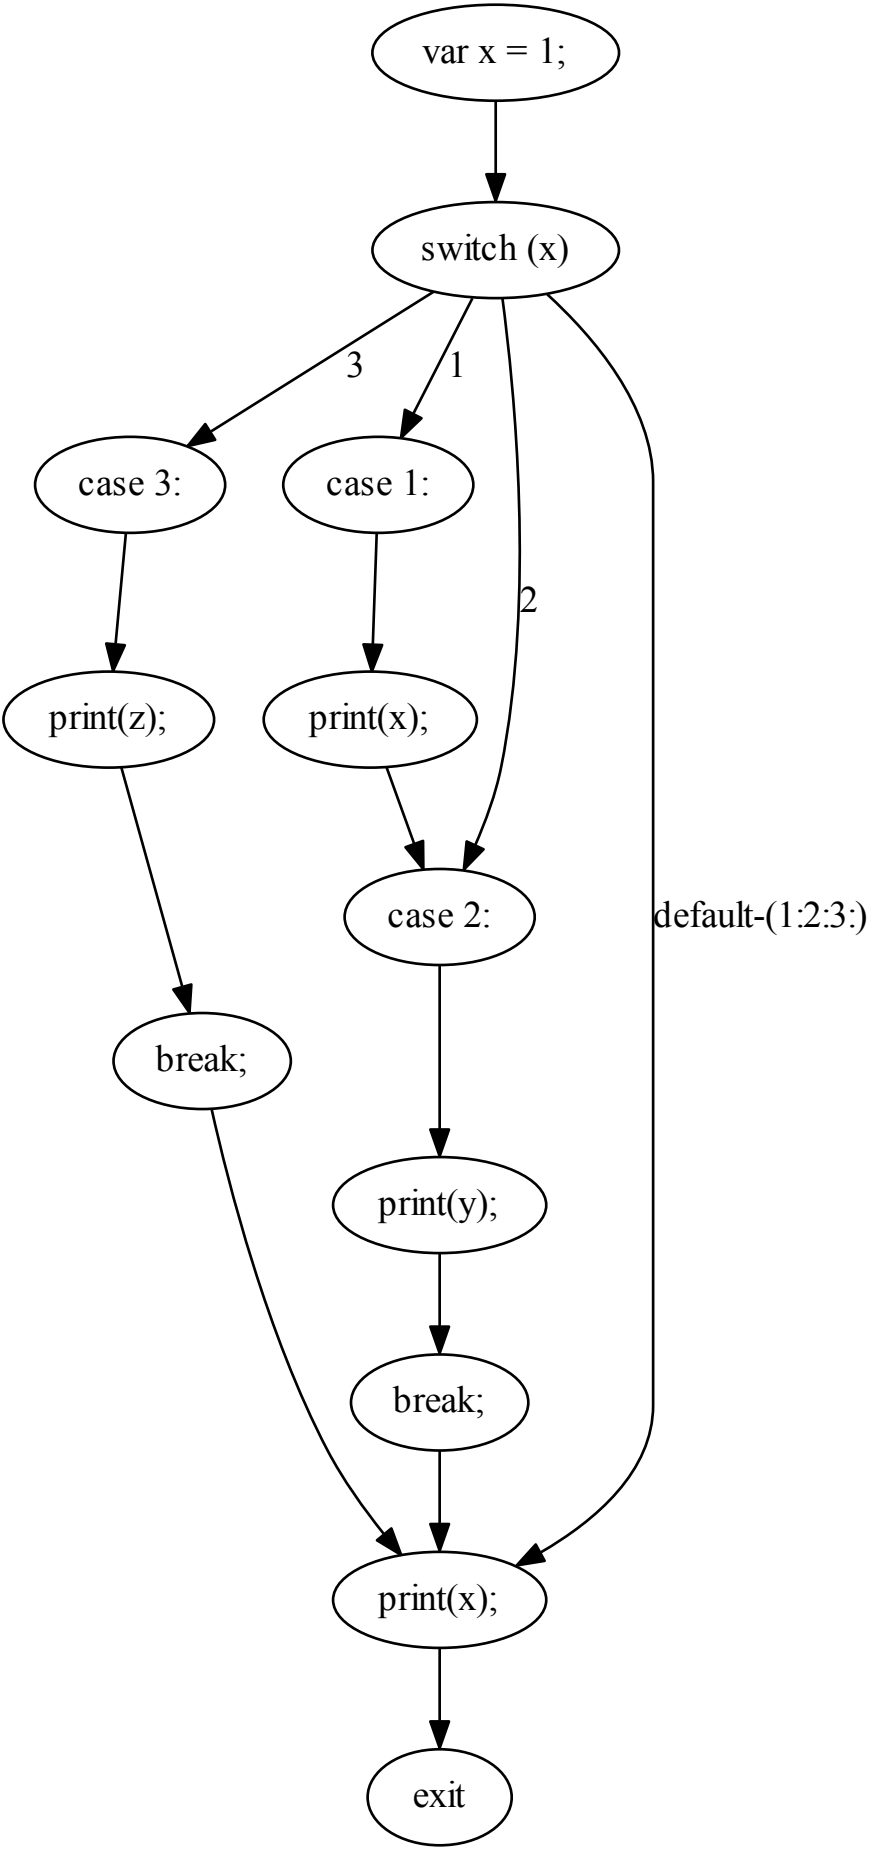 var x = 1;
switch (x)
3
1
case 3:
case 1:
2
print(z);
print(x);
case 2:
default-(1:2:3:)
break;
print(y);
break;
print(x);
exit